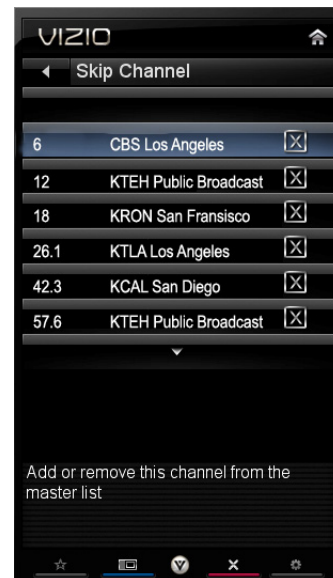 VIZIO
Skip Channel
6 CBS Los Angeles X
12 KTEH Public Broadcast X
18 KRON San Fransisco X
26.1 KTLA Los Angeles X
42.3 KCAL San Diego X
57.6 KTEH Public Broadcast X
Add or remove this channel from the
master list